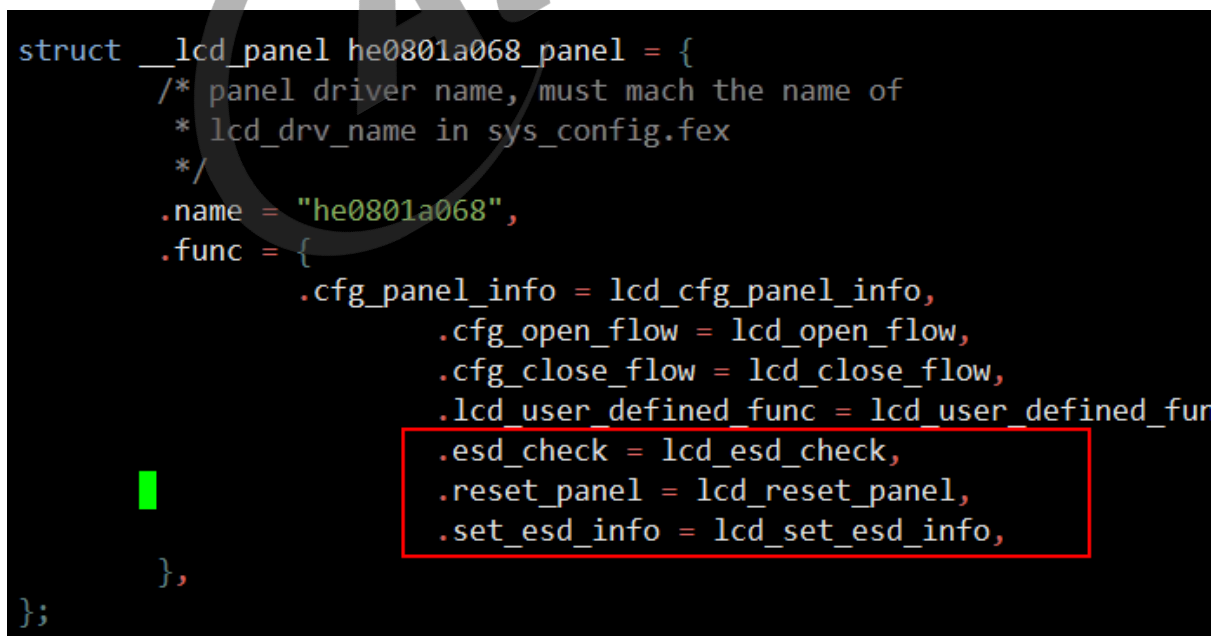 struct __lcd_panel he0801a068_panel = {
/* panel driver name, must mach the name of
* lcd_drv_name in sys_config.fex
*/
.name = "he0801a068",
.func = {
.cfg_panel_info = lcd_cfg_panel_info,
.cfg_open_flow = lcd_open_flow,
.cfg_close_flow = lcd_close_flow,
.lcd_user_defined_func = lcd_user_defined_fun
.esd_check = lcd_esd_check,
.reset_panel = lcd_reset_panel,
.set_esd_info = lcd_set_esd_info,
},
};